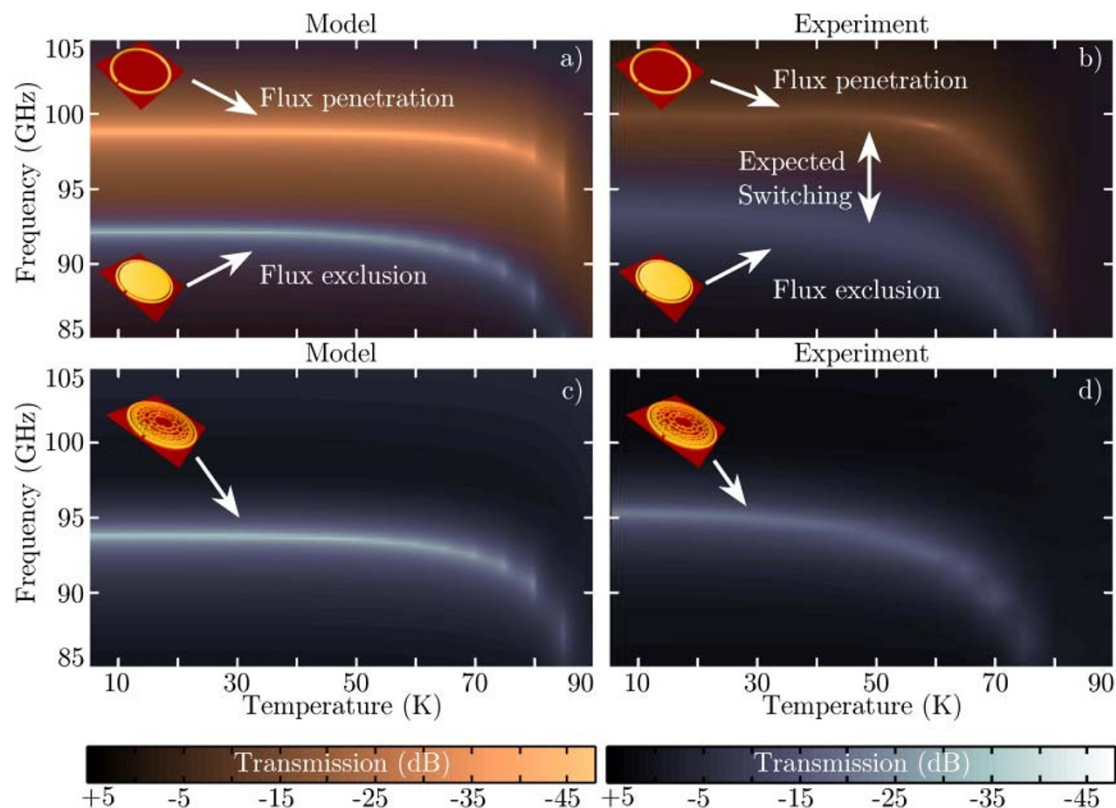 Model Experiment
105
100
95
90
85
Frequency (GHz)
a)
Flux penetration
Flux exclusion
b)
Flux penetration
Expected
Switching
Flux exclusion
Model Experiment
105
100
95
90
85
Frequency (GHz)
c)
d)
10 30 50 70 90 10 30 50 70 90
Temperature (K) Temperature (K)
Transmission (dB) Transmission (dB)
+5 -5 -15 -25 -35 -45 +5 -5 -15 -25 -35 -45